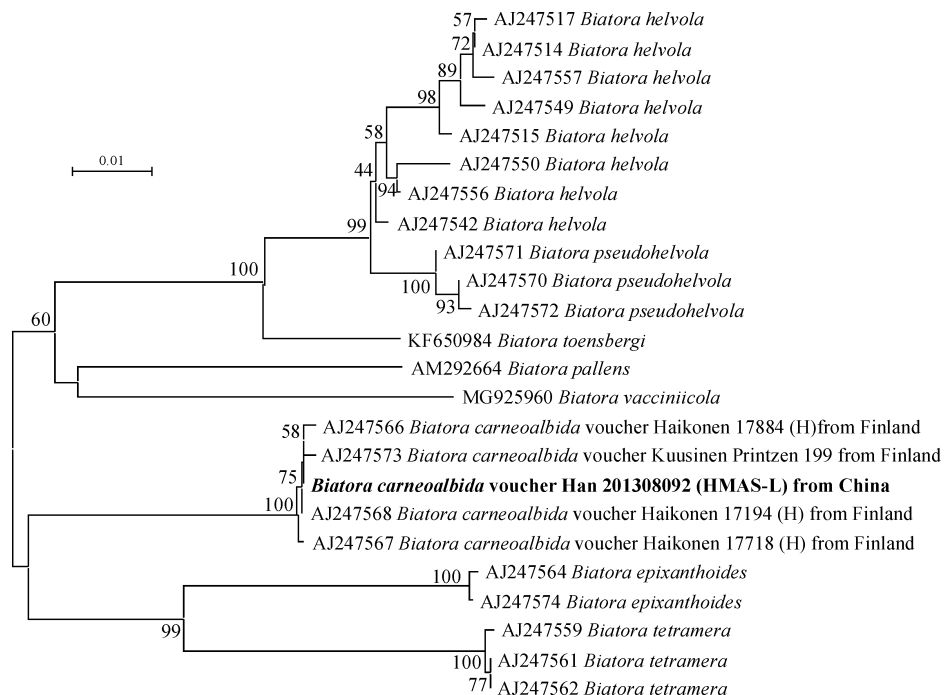 57
AJ247517 Biatora helvola
72
AJ247514 Biatora helvola
89
AJ247557 Biatora helvola
98
AJ247549 Biatora helvola
58
AJ247515 Biatora helvola
0.01
44
AJ247550 Biatora helvola
94
AJ247556 Biatora helvola
99
AJ247542 Biatora helvola
AJ247571 Biatora pseudohelvola
100
100
AJ247570 Biatora pseudohelvola
93
AJ247572 Biatora pseudohelvola
60
KF650984 Biatora toensbergi
AM292664 Biatora pallens
MG925960 Biatora vacciniicola
58
AJ247566 Biatora carneoalbida voucher Haikonen 17884 (H)from Finland
AJ247573 Biatora carneoalbida voucher Kuusinen Printzen 199 from Finland
75
Biatora carneoalbida voucher Han 201308092 (HMAS-L) from China
100
AJ247568 Biatora carneoalbida voucher Haikonen 17194 (H) from Finland
AJ247567 Biatora carneoalbida voucher Haikonen 17718 (H) from Finland
100
AJ247564 Biatora epixanthoides
AJ247574 Biatora epixanthoides
99
AJ247559 Biatora tetramera
100
AJ247561 Biatora tetramera
77
AJ247562 Biatora tetramera